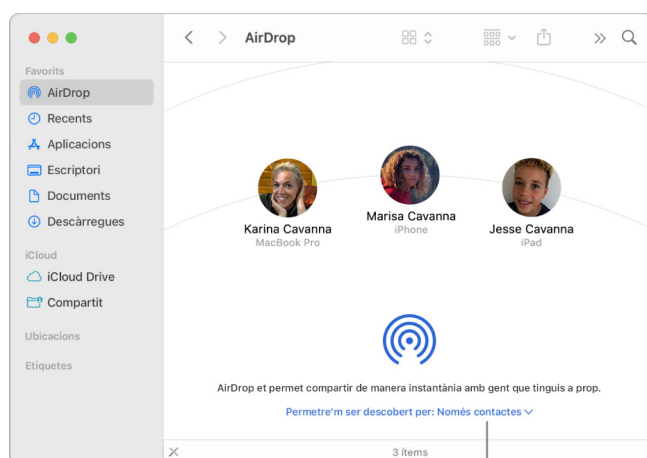 AirDrop
Favorits
AirDrop
Recents
Aplicacions
Escriptori
Documents
Descàrregues
iCloud
iCloud Drive
Compartit
Ubicacions
Etiquetes
Karina Cavanna
MacBook Pro
Marisa Cavanna
iPhone
Jesse Cavanna
iPad
AirDrop et permet compartir de manera instantània amb gent que tinguis a prop.
Permetre’m ser descobert per: Només contactes
3 ítems